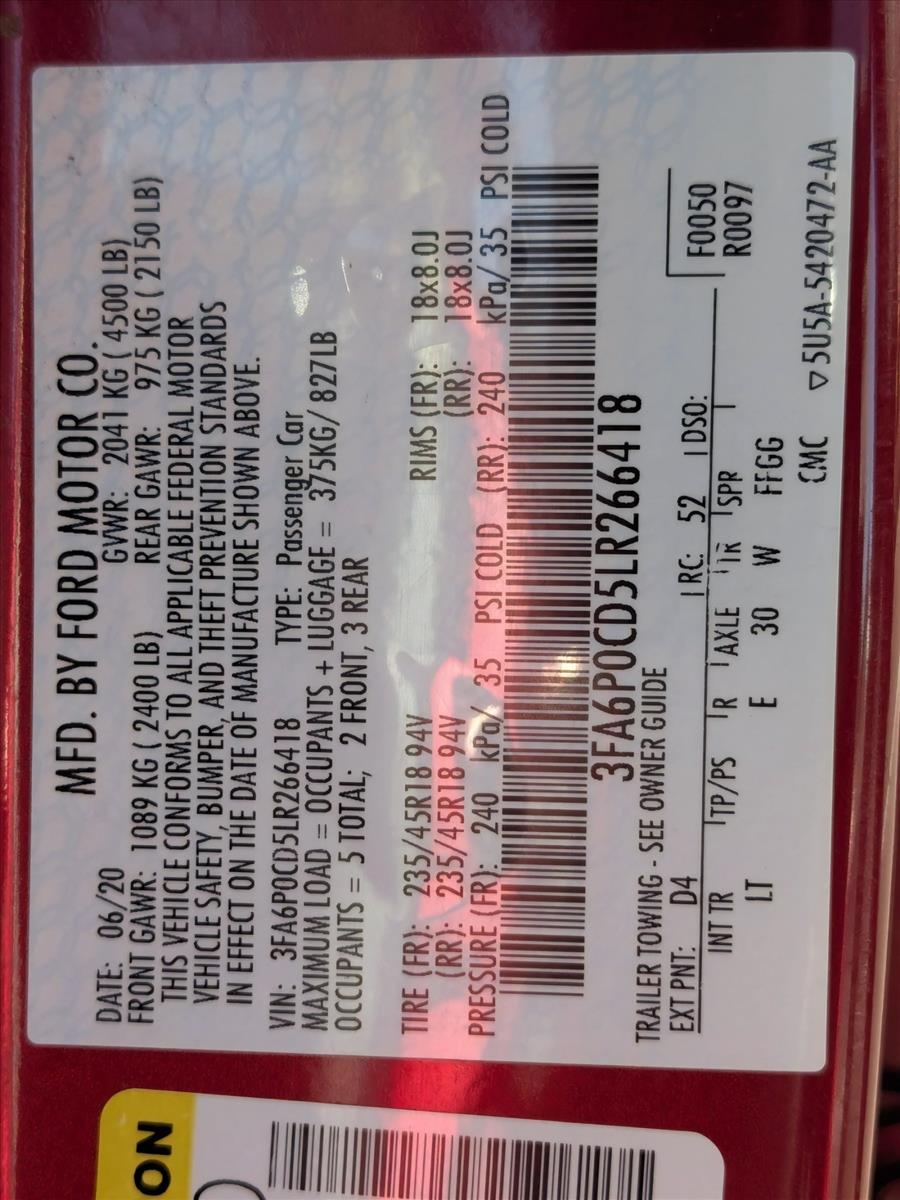 MFD. BY FORD MOTOR CO.
DATE: 06/20 GVWR: 2041 KG ( 4500 LB)
FRONT GAWR: 1089 KG ( 2400 LB) REAR GAWR: 975 KG ( 2150 LB)
THIS VEHICLE CONFORMS TO ALL APPLICABLE FEDERAL MOTOR
VEHICLE SAFETY, BUMPER, AND THEFT PREVENTION STANDARDS
IN EFFECT ON THE DATE OF MANUFACTURE SHOWN ABOVE.
VIN: 3FA6P0CD5LR266418 TYPE: Passenger Car
MAXIMUM LOAD = OCCUPANTS + LUGGAGE = 375KG/ 827LB
OCCUPANTS = 5 TOTAL; 2 FRONT, 3 REAR
TIRE (FR): 235/45R18 94V RIMS (FR): 18x8.0J
(RR): 235/45R18 94V (RR): 18x8.0J
PRESSURE (FR): 240 kPa/ 35 PSI COLD (RR): 240 kPa/ 35 PSI COLD
3FA6P0CD5LR266418
TRAILER TOWING - SEE OWNER GUIDE
EXT PNT: D4 RC: 52 DSO: F0050
INT TR TP/PS R AXLE TR SPR R0097
LT E 30 W FFGG
CMC ▽5U5A-5420472-AA
ON